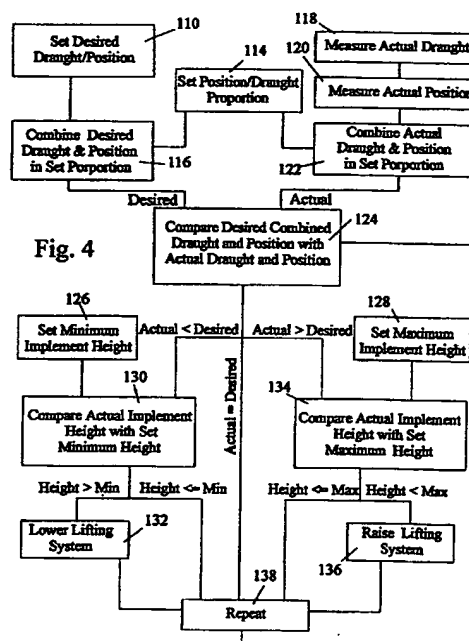 110
Set Desired
Draught/Position
114
Set Position/Draught
Proportion
118
Measure Actual Draught
120
Measure Actual Position
Combine Desired
Draught & Position
in Set Porportion
116
Combine Actual
Draught & Position
in Set Porportion
122
Desired
Actual
124
Compare Desired Combined
Draught and Position with
Actual Draught and Position
Fig. 4
126
Set Minimum
Implement Height
Actual < Desired
Actual > Desired
128
Set Maximum
Implement Height
Actual = Desired
130
Compare Actual Implement
Height with Set
Minimum Height
134
Compare Actual Implement
Height with Set
Maximum Height
Height > Min
Height <= Min
Height <= Max
Height < Max
Lower Lifting
System
132
Raise Lifting
System
136
138
Repeat